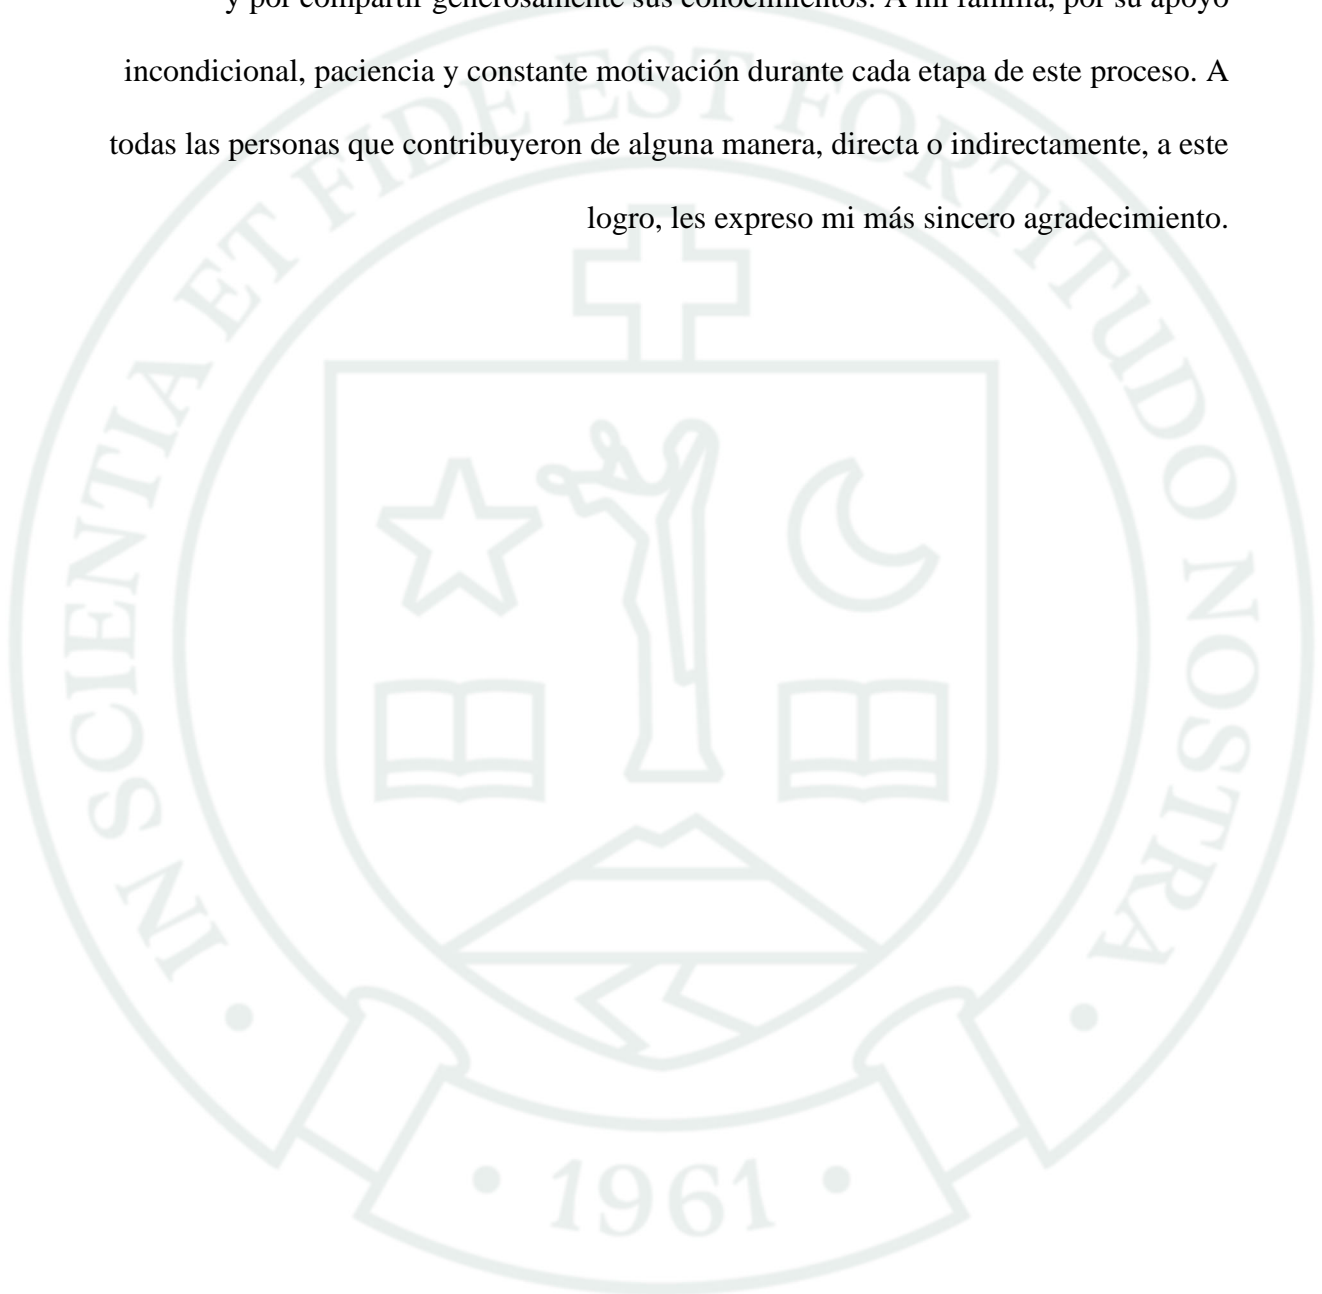 y por compartir generosamente sus conocimientos. A mi familia, por su apoyo
incondicional, paciencia y constante motivación durante cada etapa de este proceso. A
todas las personas que contribuyeron de alguna manera, directa o indirectamente, a este
logro, les expreso mi más sincero agradecimiento.
IN SCIENTIA ET FIDE EST FORTITUDO NOSTRA
• 1961 •